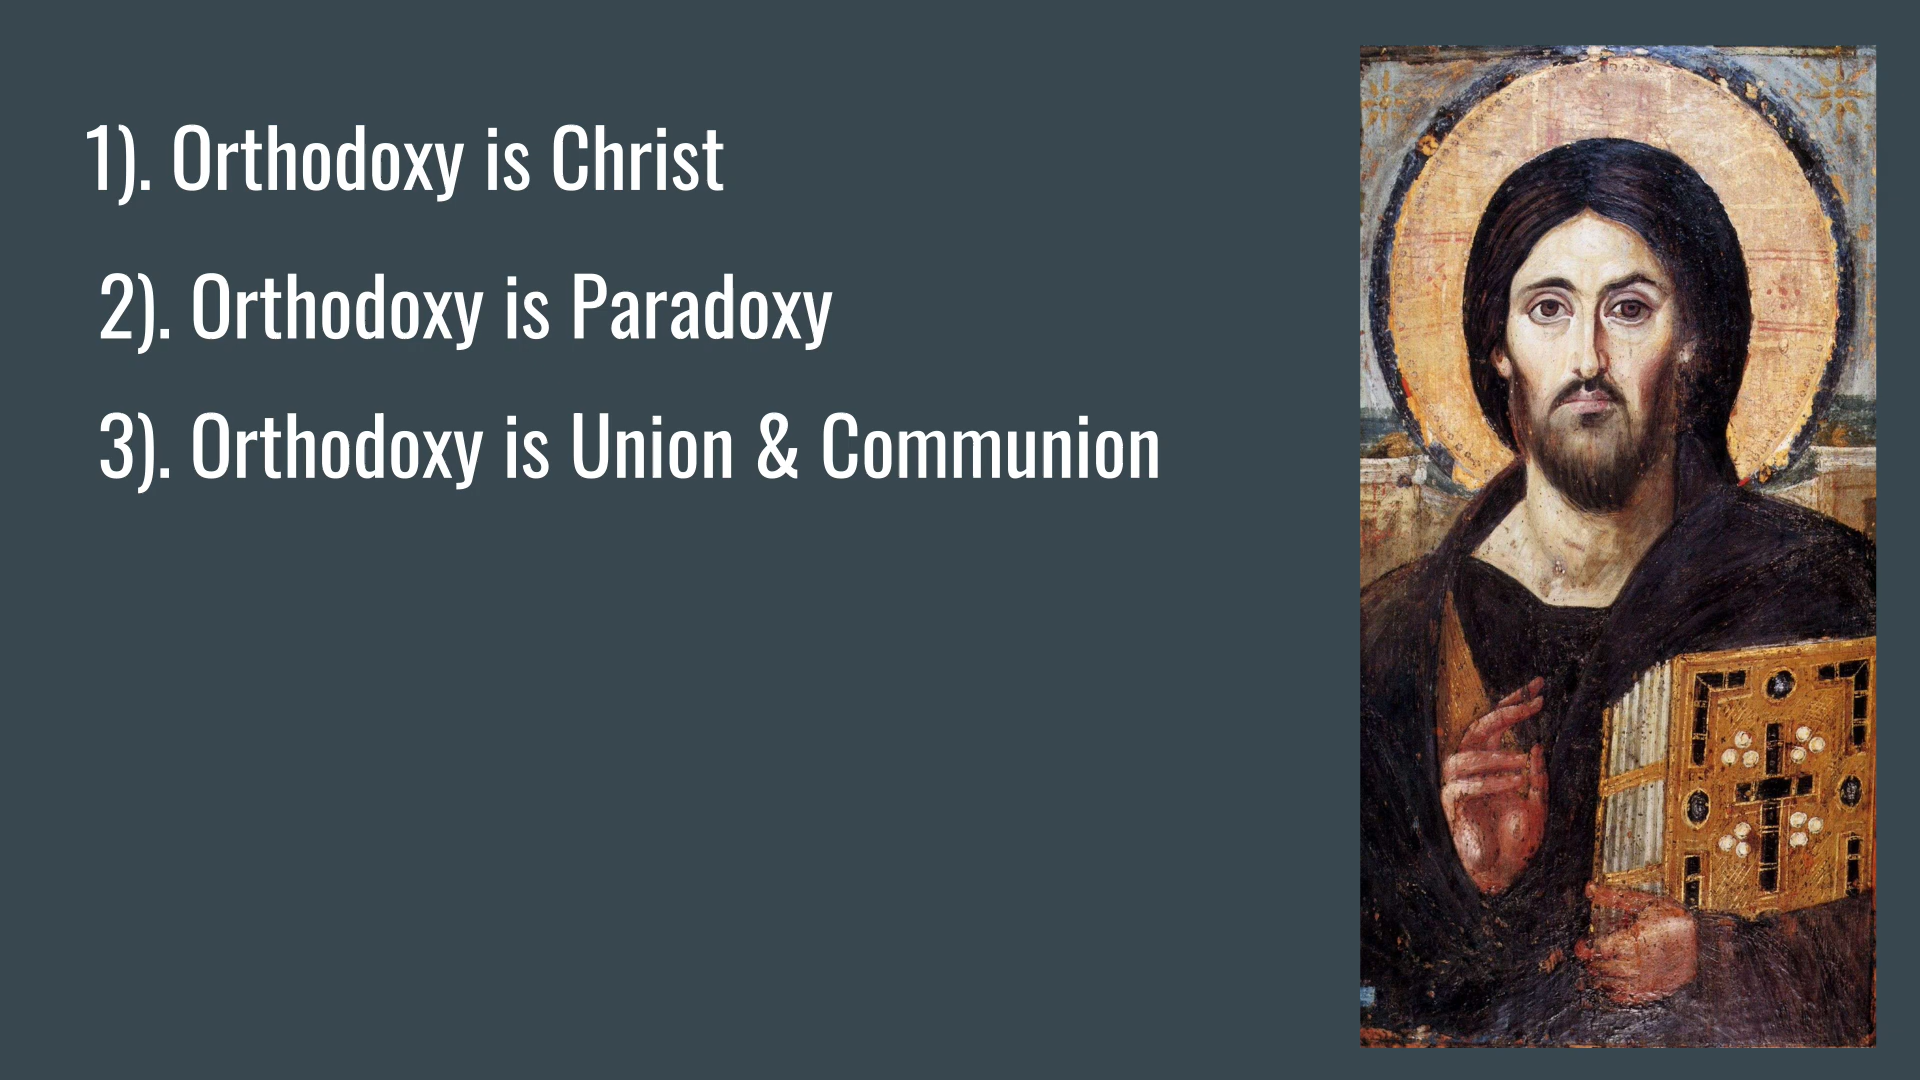 1). Orthodoxy is Christ
2). Orthodoxy is Paradoxy
3). Orthodoxy is Union & Communion